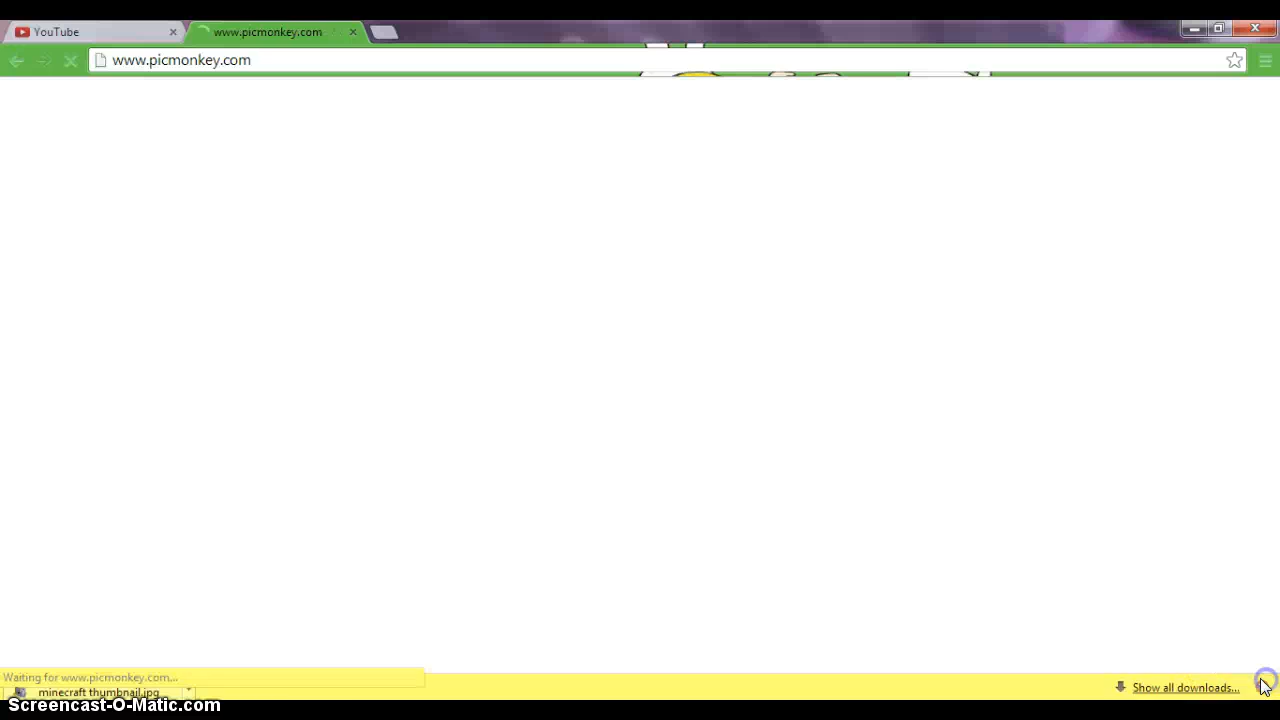 YouTube
www.picmonkey.com
www.picmonkey.com
Waiting for www.picmonkey.com...
minecraft thumbnail.jpg
Show all downloads...
Screencast-O-Matic.com